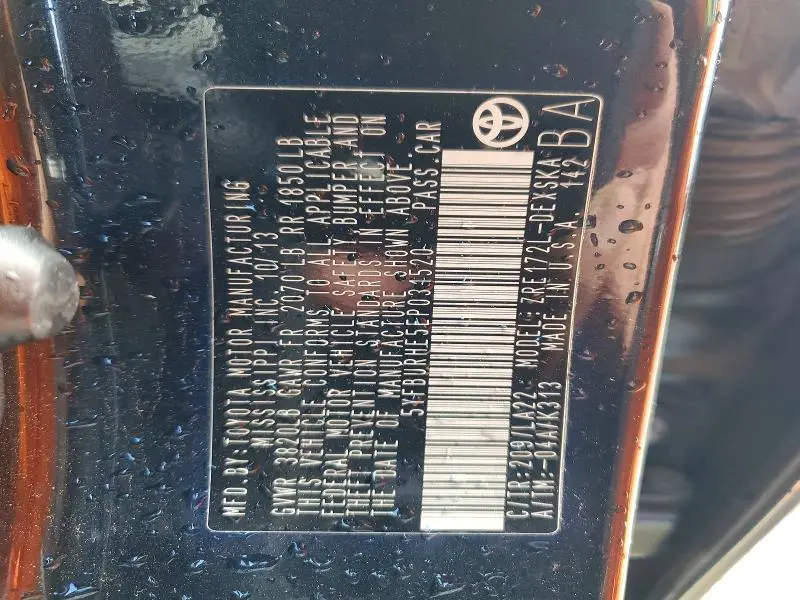 MFD.BY: TOYOTA MOTOR MANUFACTURING
MISSISSIPPI, INC. 10/13
GVWR 3820LB GAWR FR 2070LB RR 1850LB
THIS VEHICLE CONFORMS TO ALL APPLICABLE
FEDERAL MOTOR VEHICLE SAFETY, BUMPER AND
THEFT PREVENTION STANDARDS IN EFFECT ON
THE DATE OF MANUFACTURE SHOWN ABOVE.
PASS.CAR
C/TR: 209/LA22 MODEL: ZRE172L-DEXSKA B
A/TM: -04A/K313 MADE IN U.S.A. 142 BA